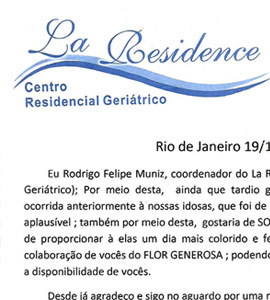 La Residence
Centro
Residencial Geriátrico
Rio de Janeiro 19/1
Eu Rodrigo Felipe Muniz, coordenador do La R
Geriátrico); Por meio desta, ainda que tardio g
ocorrida anteriormente à nossas idosas, que foi de
aplausível ; também por meio desta, gostaria de SO
de proporcionar à elas um dia mais colorido e fe
colaboração de vocês do FLOR GENEROSA ; podendo
a disponibilidade de vocês.
Desde já agradeço e sigo no aguardo por uma r